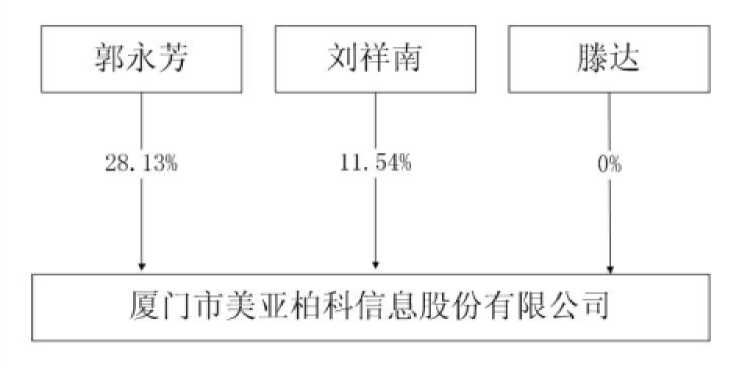 郭永芳
刘祥南
滕达
28.13%
11.54%
0%
厦门市美亚柏科信息股份有限公司